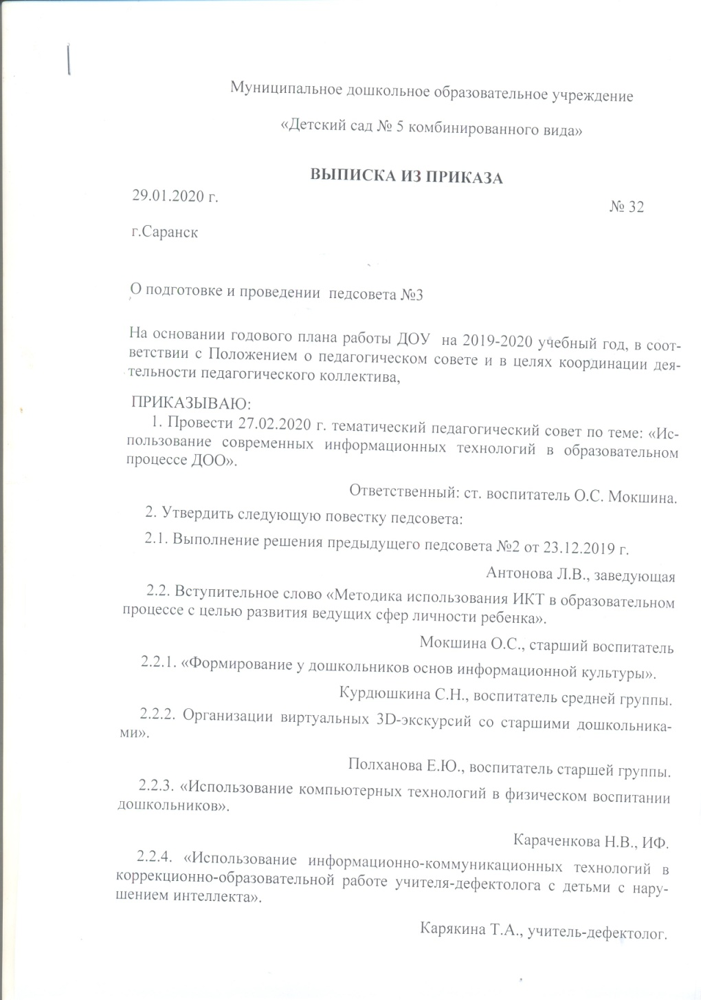 Муниципальное дошкольное образовательное учреждение
«Детский сад № 5 комбинированного вида»
ВЫПИСКА ИЗ ПРИКАЗА
29.01.2020 г.
№ 32
г.Саранск
О подготовке и проведении педсовета №3
На основании годового плана работы ДОУ на 2019-2020 учебный год, в соот-
ветствии с Положением о педагогическом совете и в целях координации дея-
тельности педагогического коллектива,
ПРИКАЗЫВАЮ:
1. Провести 27.02.2020 г. тематический педагогический совет по теме: «Ис-
пользование современных информационных технологий в образовательном
процессе ДОО».
Ответственный: ст. воспитатель О.С. Мокшина.
2. Утвердить следующую повестку педсовета:
2.1. Выполнение решения предыдущего педсовета №2 от 23.12.2019 г.
Антонова Л.В., заведующая
2.2. Вступительное слово «Методика использования ИКТ в образовательном
процессе с целью развития ведущих сфер личности ребенка».
Мокшина О.С., старший воспитатель
2.2.1. «Формирование у дошкольников основ информационной культуры».
Курдюшкина С.Н., воспитатель средней группы.
2.2.2. Организации виртуальных 3D-экскурсий со старшими дошкольника-
ми».
Полханова Е.Ю., воспитатель старшей группы.
2.2.3. «Использование компьютерных технологий в физическом воспитании
дошкольников».
Караченкова Н.В., ИФ.
2.2.4. «Использование информационно-коммуникационных технологий в
коррекционно-образовательной работе учителя-дефектолога с детьми с нару-
шением интеллекта».
Карякина Т.А., учитель-дефектолог.